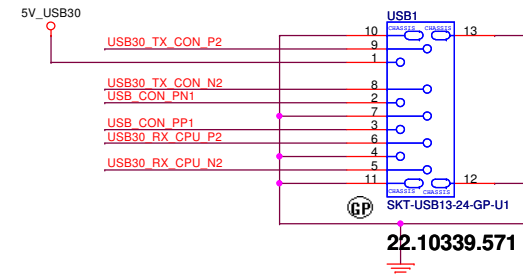 5V_USB30
USB1
10 CHASSIS CHASSIS 13
USB30_TX_CON_P2 9
1
USB30_TX_CON_N2 8
USB_CON_PN1 2
7
USB_CON_PP1 3
USB30_RX_CPU_P2 6
4
USB30_RX_CPU_N2 5
11 CHASSIS CHASSIS 12
GP SKT-USB13-24-GP-U1
22.10339.571